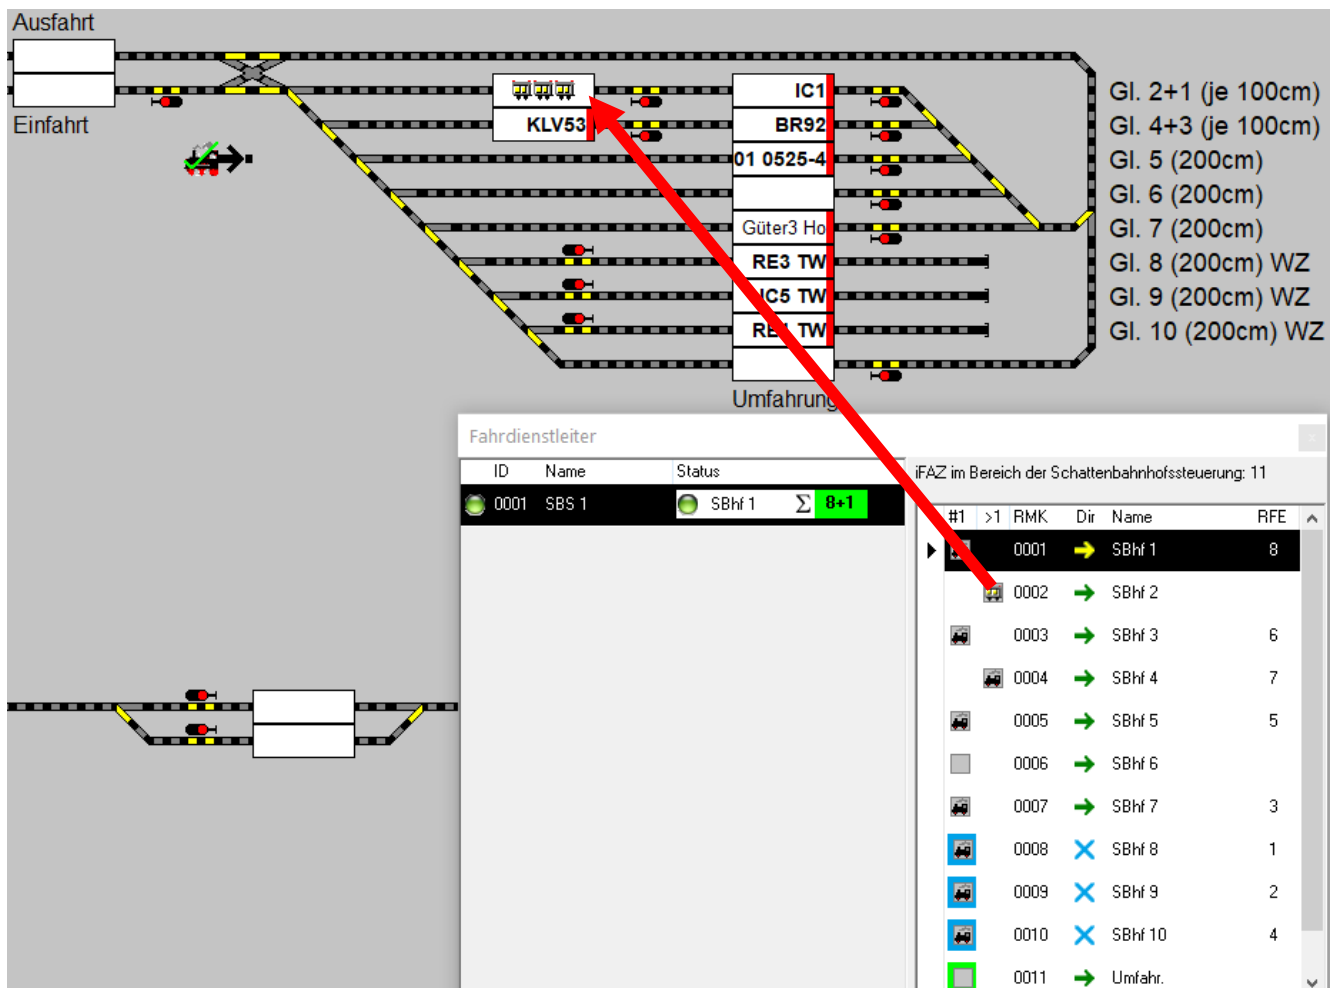 Ausfahrt
Einfahrt
IC1
Gl. 2+1 (je 100cm)
KLV53
BR92
Gl. 4+3 (je 100cm)
01 0525-4
Gl. 5 (200cm)
Gl. 6 (200cm)
Güter3 Ho
Gl. 7 (200cm)
RE3 TW
Gl. 8 (200cm) WZ
IC5 TW
Gl. 9 (200cm) WZ
TW
Gl. 10 (200cm) WZ
Umfahrung
Fahrdienstleiter
x
ID Name Status
0001 SBS 1 SBhf 1 Σ 8+1
iFAZ im Bereich der Schattenbahnhofssteuerung: 11
#1 >1 RMK Dir Name RFE
0001 SBhf 1 8
0002 SBhf 2
0003 SBhf 3 6
0004 SBhf 4 7
0005 SBhf 5 5
0006 SBhf 6
0007 SBhf 7 3
0008 SBhf 8 1
0009 SBhf 9 2
0010 SBhf 10 4
0011 Umfahr.